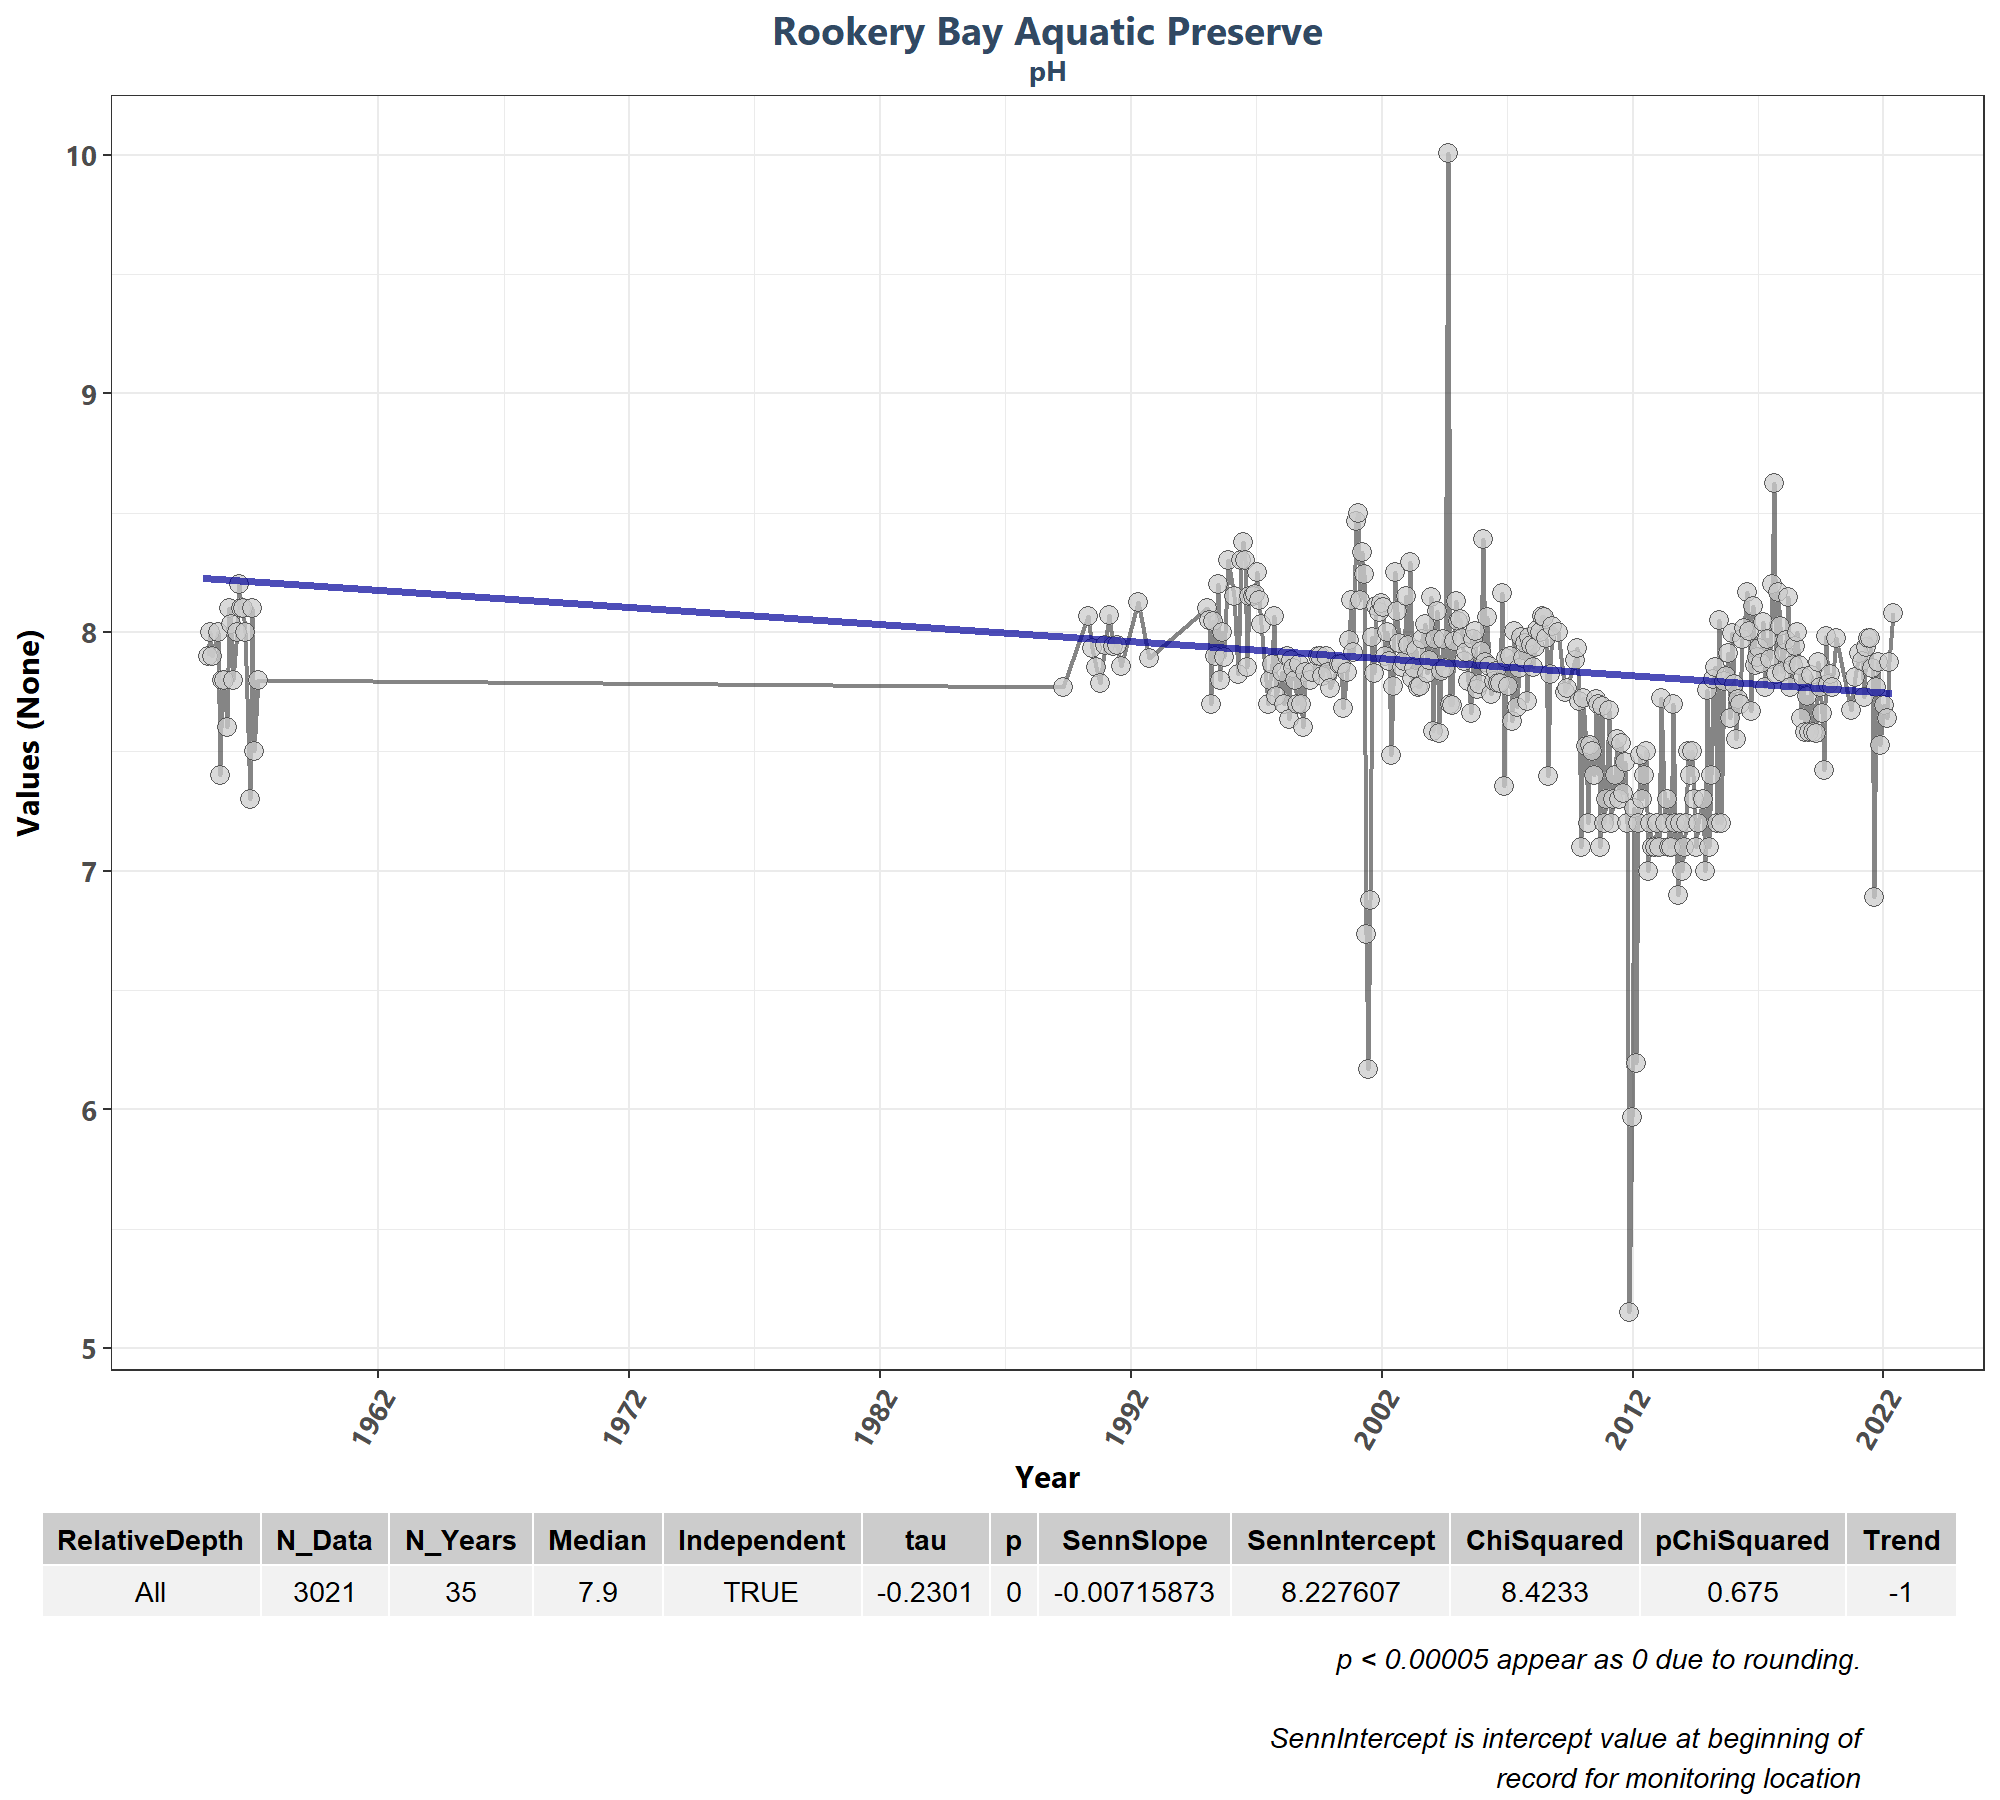 Rookery Bay Aquatic Preserve
pH
10
9
8
7
6
5
Values (None)
1962 1972 1982 1992 2002 2012 2022
Year
RelativeDepth N_Data N_Years Median Independent tau p SennSlope SennIntercept ChiSquared pChiSquared Trend
All 3021 35 7.9 TRUE -0.2301 0 -0.00715873 8.227607 8.4233 0.675 -1
p < 0.00005 appear as 0 due to rounding.
SennIntercept is intercept value at beginning of
record for monitoring location